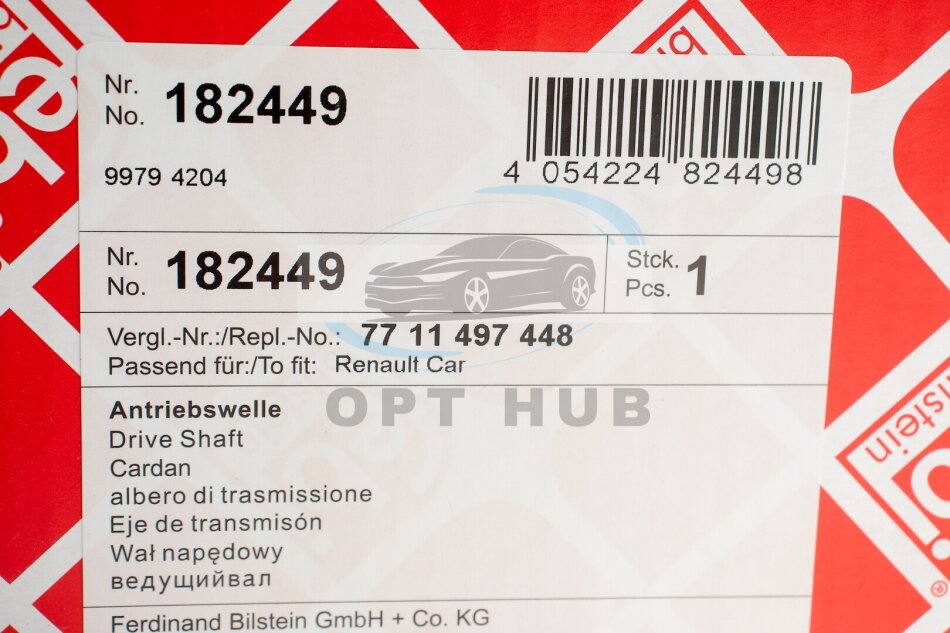 Nr.
No. 182449
9979 4204
4 054224 824498
Nr.
No. 182449
Stck.
Pcs. 1
Vergl.-Nr.:/Repl.-No.: 77 11 497 448
Passend für:/To fit: Renault Car
OPT HUB
Antriebswelle
Drive Shaft
Cardan
albero di trasmissione
Eje de transmisón
Wał napędowy
ведущийвал
Ferdinand Bilstein GmbH + Co. KG